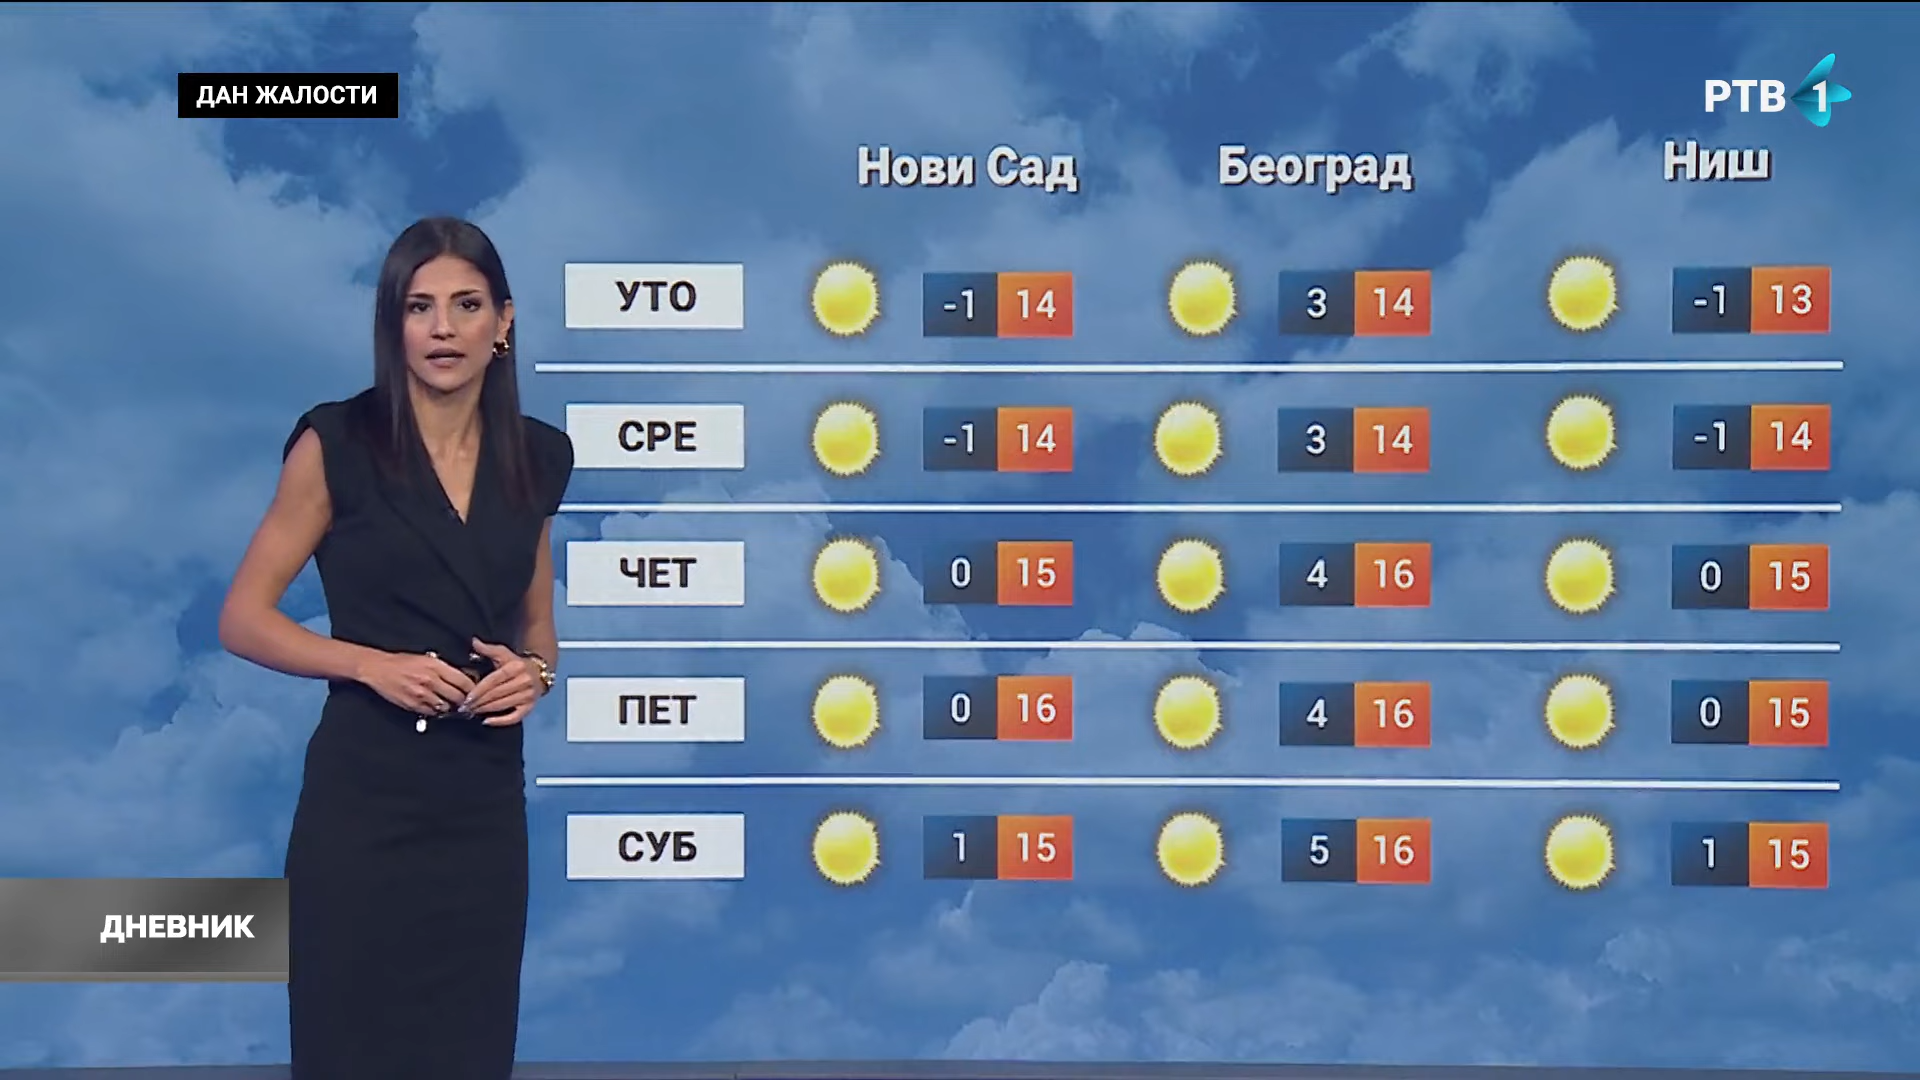 ДАН ЖАЛОСТИ
РТВ 1
Нови Сад Београд Ниш
УТО -1 14 3 14 -1 13
СРЕ -1 14 3 14 -1 14
ЧЕТ 0 15 4 16 0 15
ПЕТ 0 16 4 16 0 15
СУБ 1 15 5 16 1 15
ДНЕВНИК